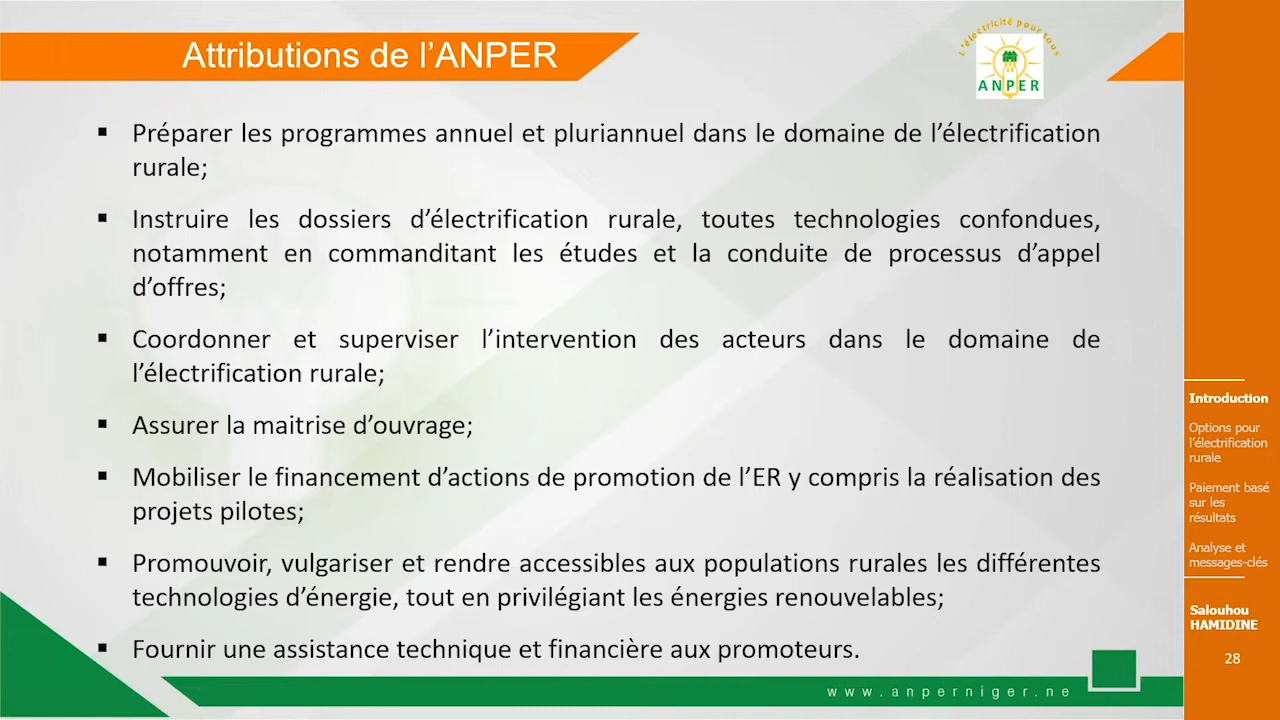 Attributions de l’ANPER
L'électricité pour tous
ANPER
▪ Préparer les programmes annuel et pluriannuel dans le domaine de l’électrification
rurale;
▪ Instruire les dossiers d’électrification rurale, toutes technologies confondues,
notamment en commanditant les études et la conduite de processus d’appel
d’offres;
▪ Coordonner et superviser l’intervention des acteurs dans le domaine de
l’électrification rurale;
▪ Assurer la maitrise d’ouvrage;
▪ Mobiliser le financement d’actions de promotion de l’ER y compris la réalisation des
projets pilotes;
▪ Promouvoir, vulgariser et rendre accessibles aux populations rurales les différentes
technologies d’énergie, tout en privilégiant les énergies renouvelables;
▪ Fournir une assistance technique et financière aux promoteurs.
www.anperniger.ne
Introduction
Options pour
l’électrification
rurale
Paiement basé
sur les
résultats
Analyse et
messages-clés
Salouhou
HAMIDINE
28